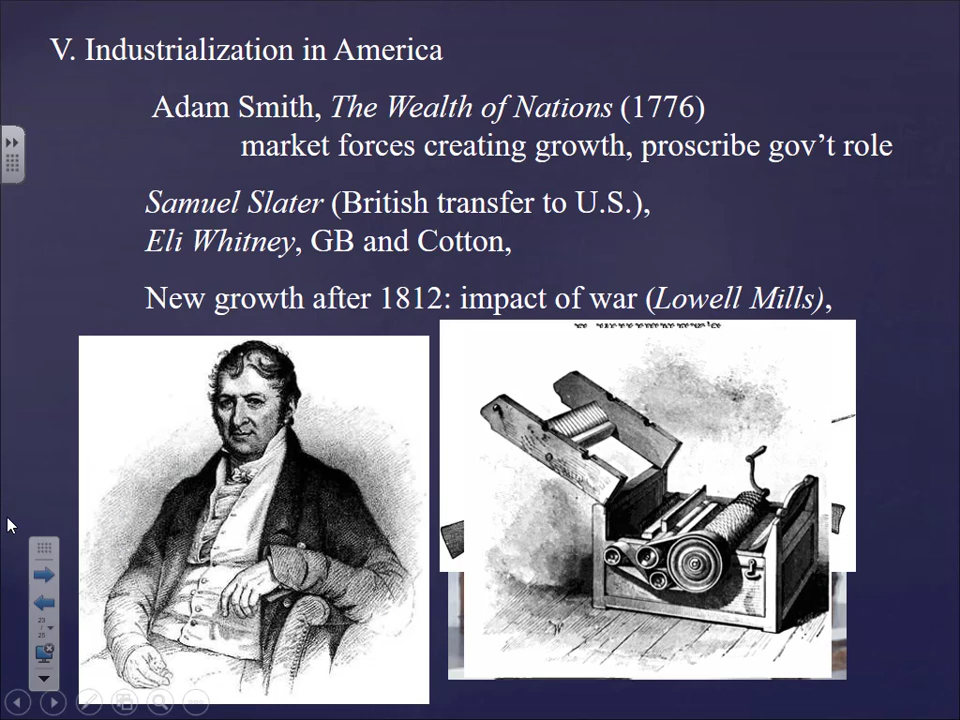 V. Industrialization in America
Adam Smith, The Wealth of Nations (1776)
market forces creating growth, proscribe gov’t role
Samuel Slater (British transfer to U.S.),
Eli Whitney, GB and Cotton,
New growth after 1812: impact of war (Lowell Mills),